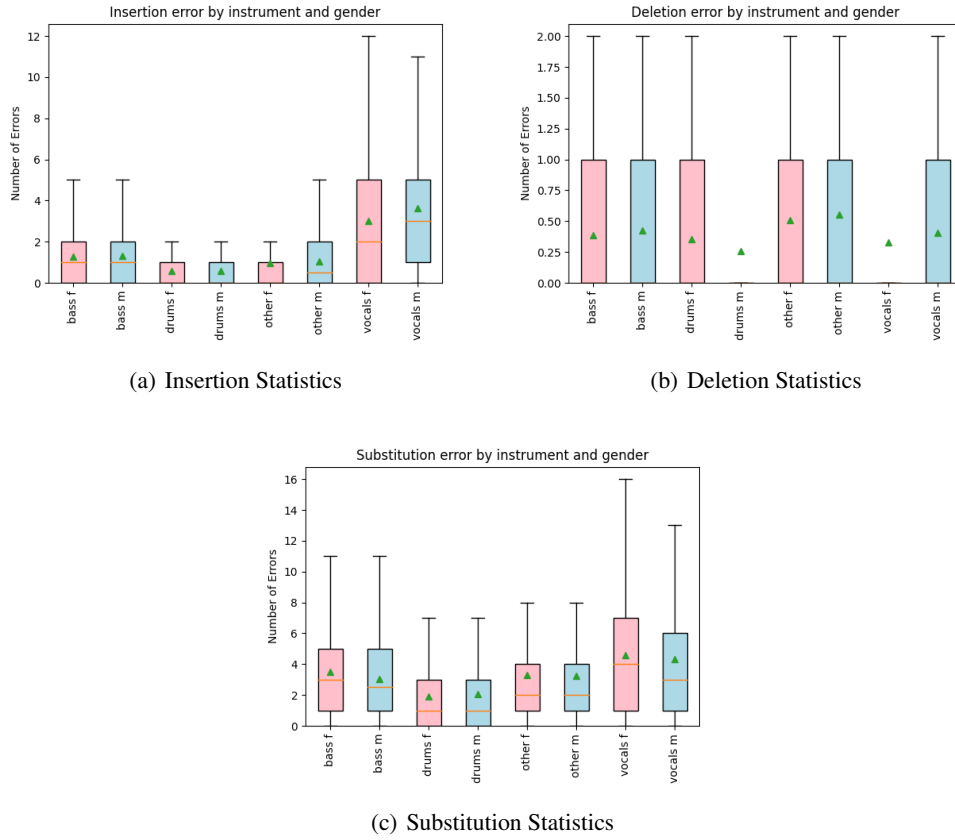 Insertion error by instrument and gender
Number of Errors
12
10
8
6
4
2
0
bass f
bass m
drums f
drums m
other f
other m
vocals f
vocals m
(a) Insertion Statistics
Deletion error by instrument and gender
Number of Errors
2.00
1.75
1.50
1.25
1.00
0.75
0.50
0.25
0.00
bass f
bass m
drums f
drums m
other f
other m
vocals f
vocals m
(b) Deletion Statistics
Substitution error by instrument and gender
Number of Errors
16
14
12
10
8
6
4
2
0
bass f
bass m
drums f
drums m
other f
other m
vocals f
vocals m
(c) Substitution Statistics